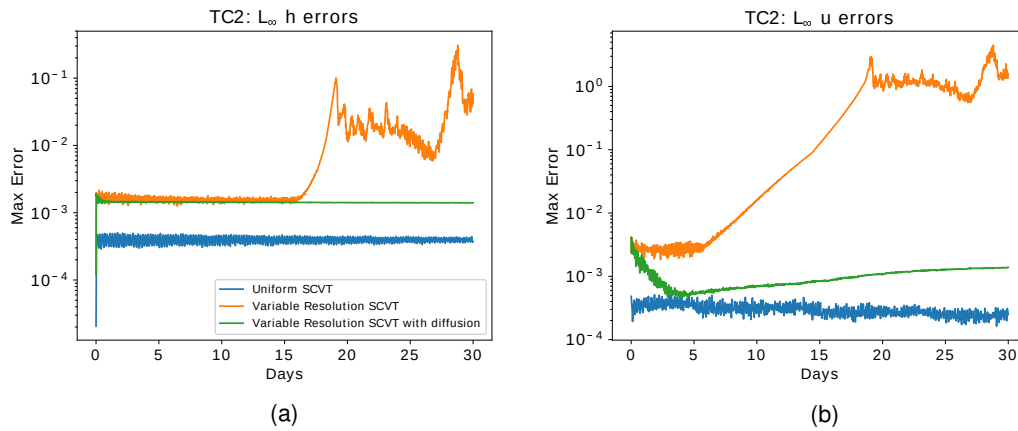 TC2: L∞ h errors
Max Error
10⁻¹
10⁻²
10⁻³
10⁻⁴
Uniform SCVT
Variable Resolution SCVT
Variable Resolution SCVT with diffusion
0 5 10 15 20 25 30
Days
(a)
TC2: L∞ u errors
Max Error
10⁰
10⁻¹
10⁻²
10⁻³
10⁻⁴
0 5 10 15 20 25 30
Days
(b)